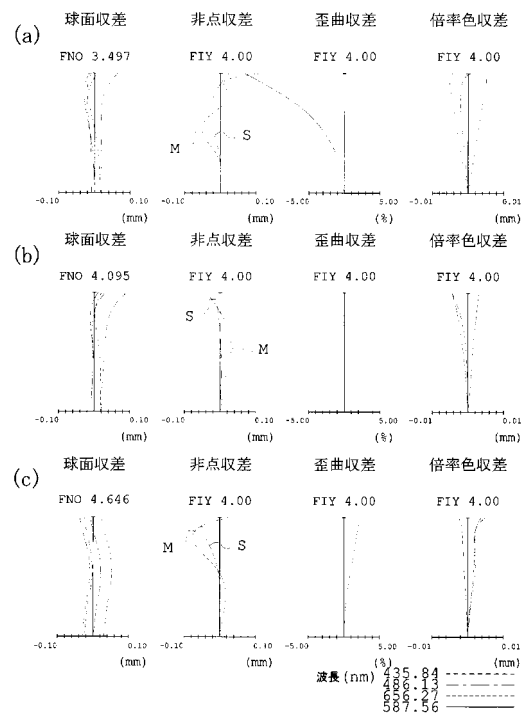 (a)
球面収差 非点収差 歪曲収差 倍率色収差
FNO 3.497 FIY 4.00 FIY 4.00 FIY 4.00
S
M
-0.10 0.10 -0.10 0.10 -5.00 5.00 -0.01 0.01
(mm) (mm) (%) (mm)
(b)
球面収差 非点収差 歪曲収差 倍率色収差
FNO 4.095 FIY 4.00 FIY 4.00 FIY 4.00
S
M
-0.10 0.10 -0.10 0.10 -5.00 5.00 -0.01 0.01
(mm) (mm) (%) (mm)
(c)
球面収差 非点収差 歪曲収差 倍率色収差
FNO 4.646 FIY 4.00 FIY 4.00 FIY 4.00
M S
-0.10 0.10 -0.10 0.10 -5.00 5.00 -0.01 0.01
(mm) (mm) (%) (mm)
波長(nm) 435.84
486.13
656.27
587.56